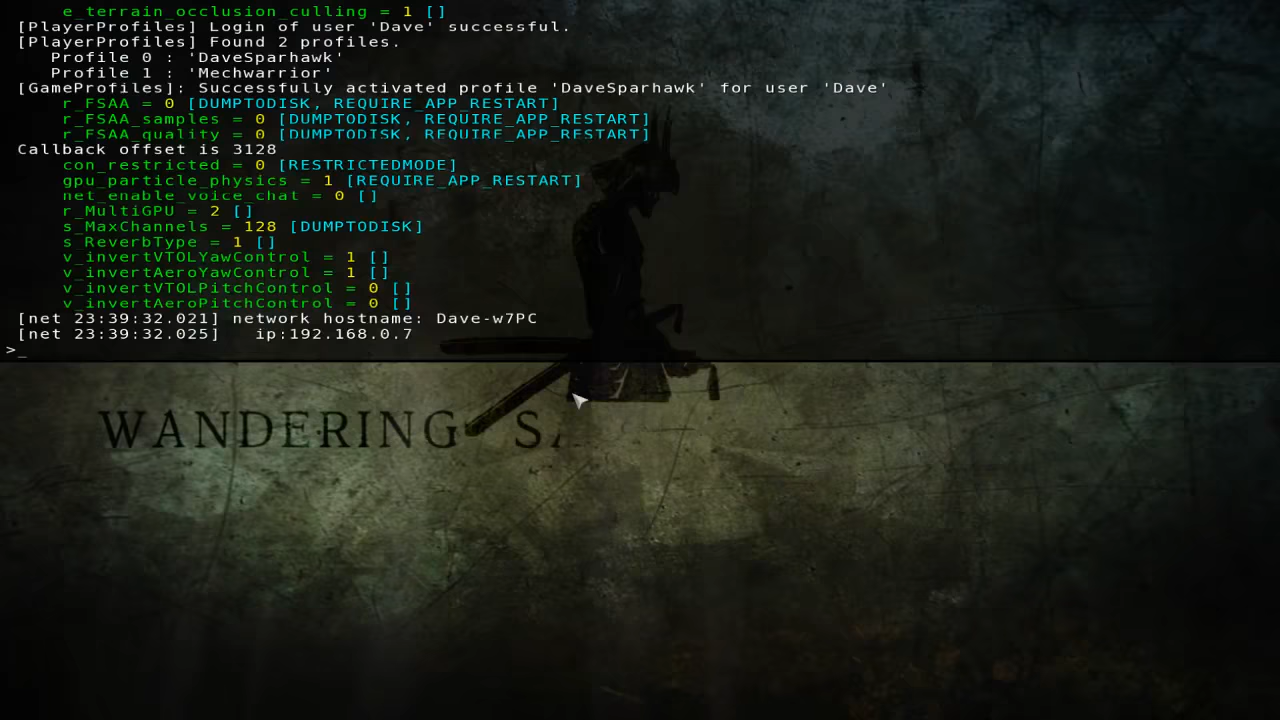 e_terrain_occlusion_culling = 1 []
[PlayerProfiles] Login of user 'Dave' successful.
[PlayerProfiles] Found 2 profiles.
Profile 0 : 'DaveSparhawk'
Profile 1 : 'Mechwarrior'
[GameProfiles]: Successfully activated profile 'DaveSparhawk' for user 'Dave'
r_FSAA = 0 [DUMPTODISK, REQUIRE_APP_RESTART]
r_FSAA_samples = 0 [DUMPTODISK, REQUIRE_APP_RESTART]
r_FSAA_quality = 0 [DUMPTODISK, REQUIRE_APP_RESTART]
Callback offset is 3128
con_restricted = 0 [RESTRICTEDMODE]
gpu_particle_physics = 1 [REQUIRE_APP_RESTART]
net_enable_voice_chat = 0 []
r_MultiGPU = 2 []
s_MaxChannels = 128 [DUMPTODISK]
s_ReverbType = 1 []
v_invertVTOLYawControl = 1 []
v_invertAeroYawControl = 1 []
v_invertVTOLPitchControl = 0 []
v_invertAeroPitchControl = 0 []
[net 23:39:32.021] network hostname: Dave-w7PC
[net 23:39:32.025] ip:192.168.0.7
>_
WANDERING SA